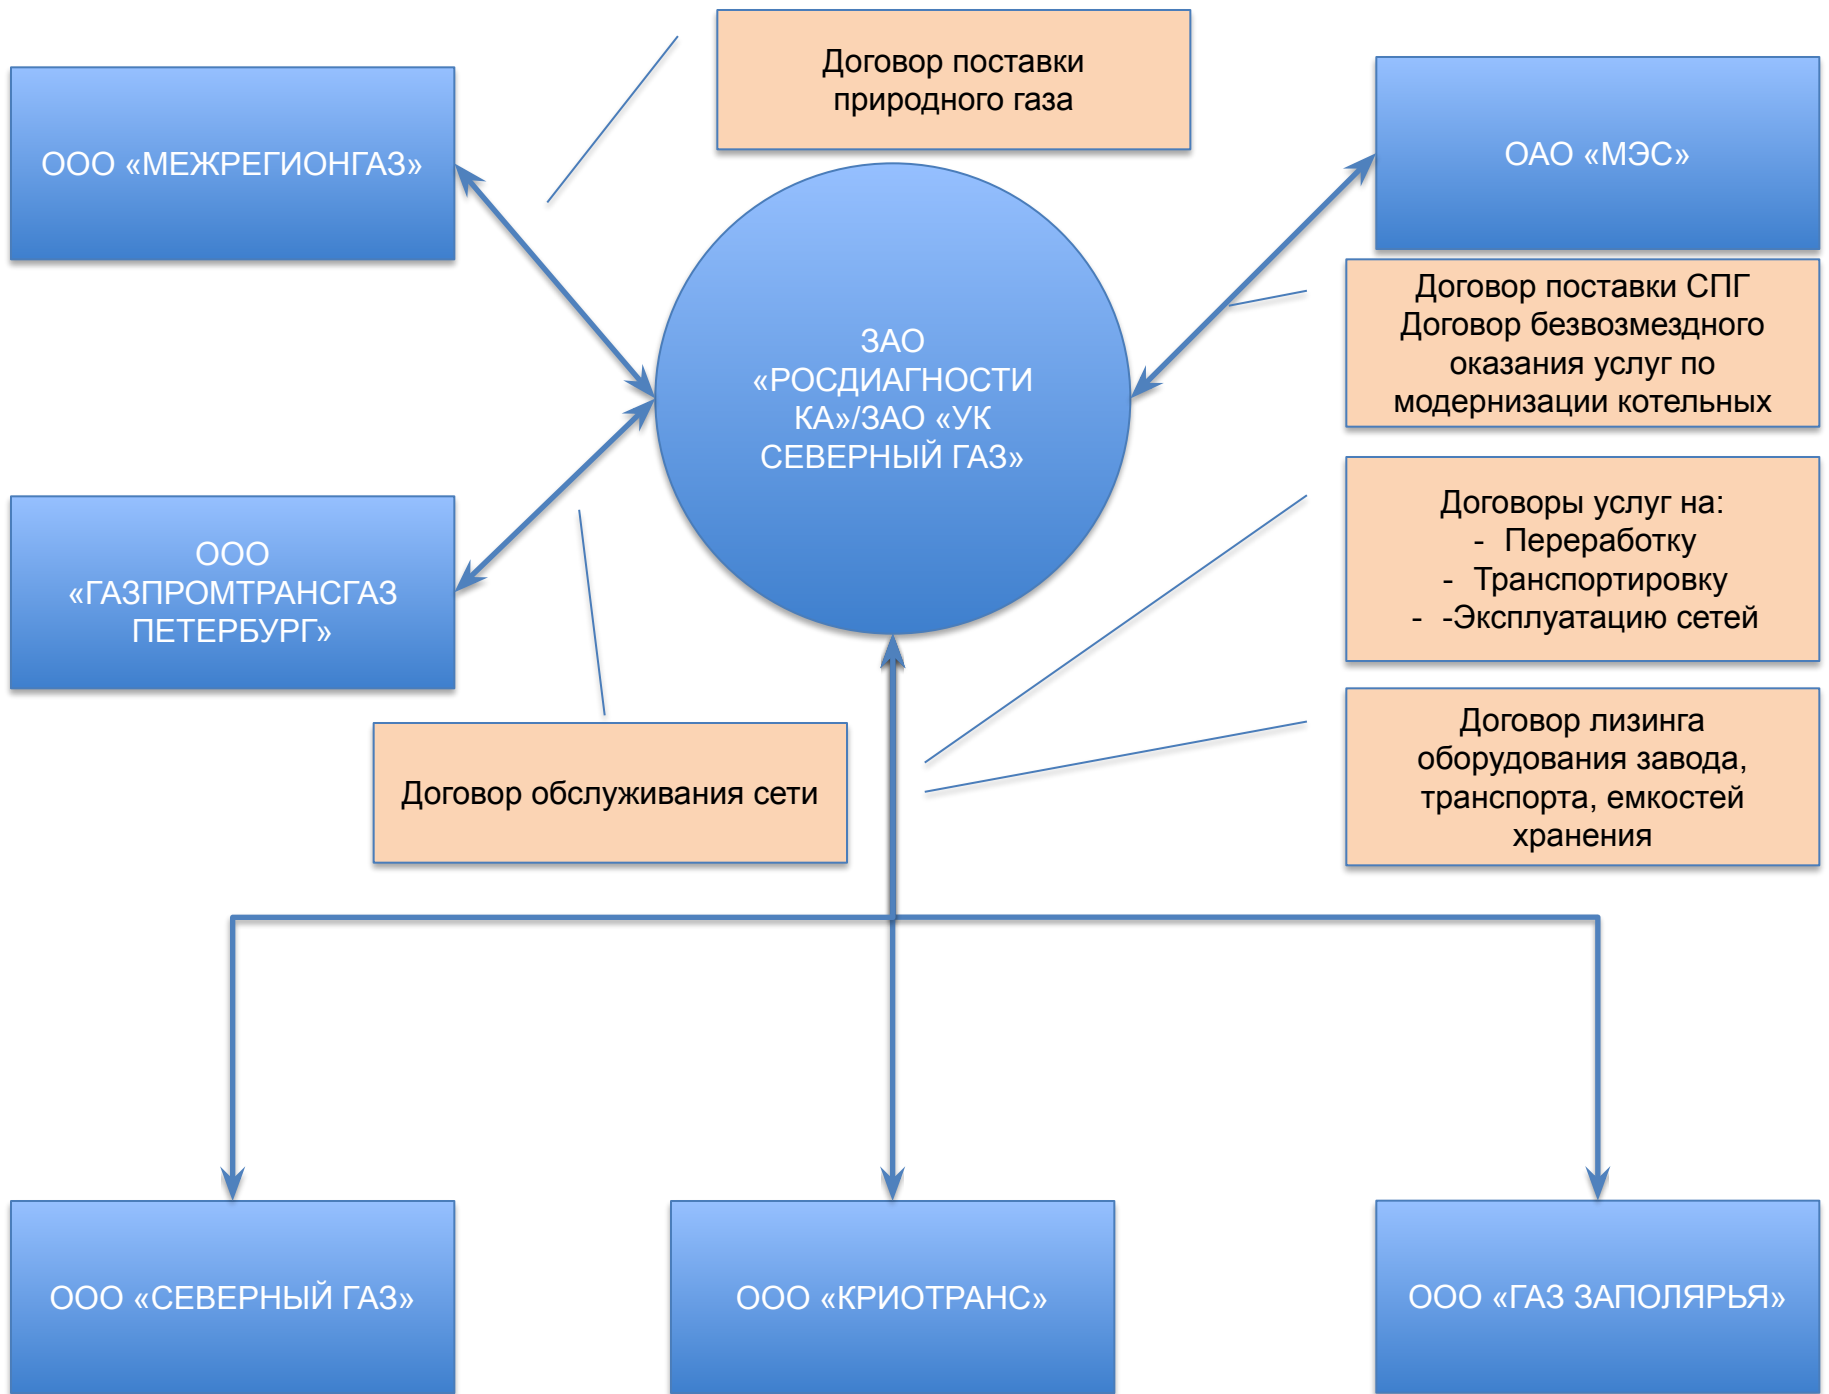 Договор поставки
природного газа
ООО «МЕЖРЕГИОНГАЗ»
ОАО «МЭС»
Договор поставки СПГ
Договор безвозмездного
оказания услуг по
модернизации котельных
ЗАО
«РОСДИАГНОСТИ
КА»/ЗАО «УК
СЕВЕРНЫЙ ГАЗ»
Договоры услуг на:
- Переработку
- Транспортировку
- -Эксплуатацию сетей
ООО
«ГАЗПРОМТРАНСГАЗ
ПЕТЕРБУРГ»
Договор обслуживания сети
Договор лизинга
оборудования завода,
транспорта, емкостей
хранения
ООО «СЕВЕРНЫЙ ГАЗ»
ООО «КРИОТРАНС»
ООО «ГАЗ ЗАПОЛЯРЬЯ»